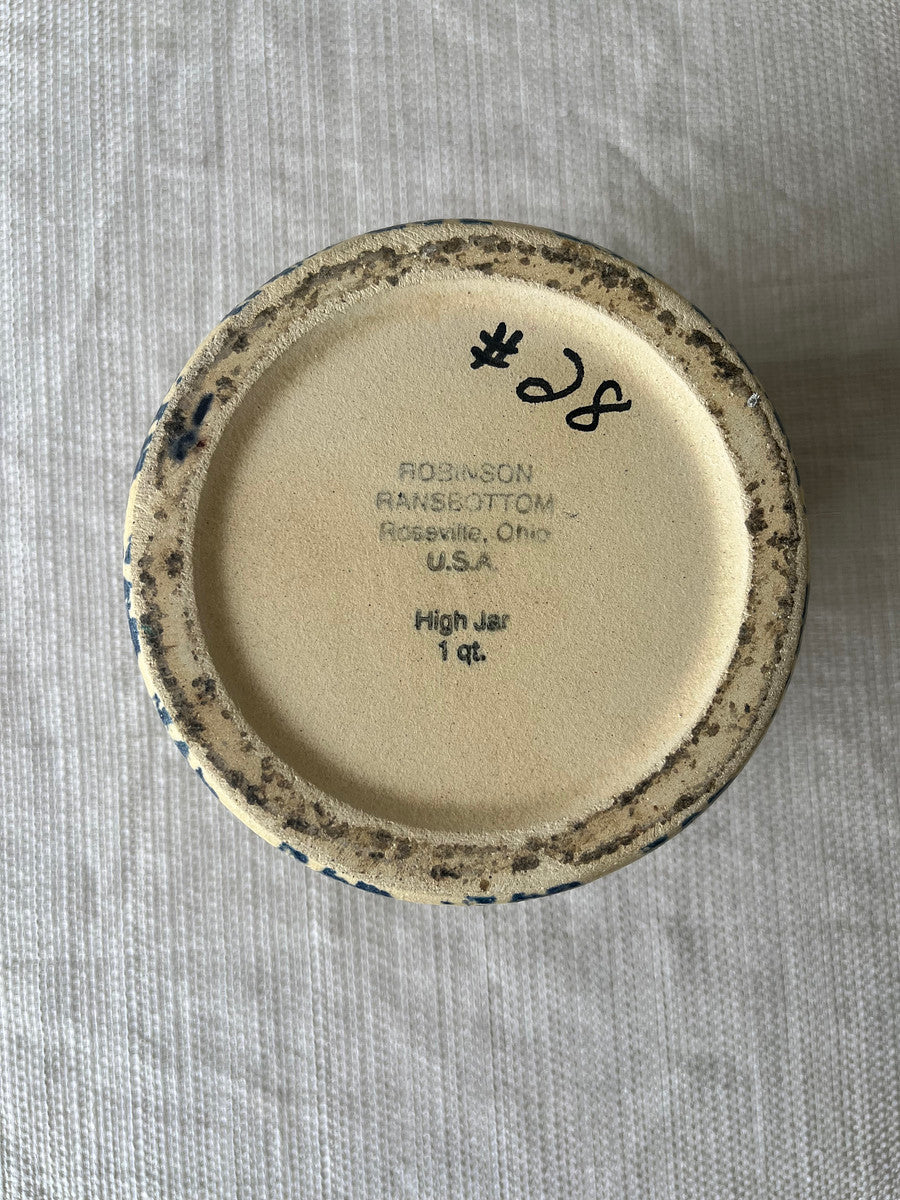 #28
ROBINSON
RANSBOTTOM
Roseville, Ohio
U.S.A.
High Jar
1 qt.